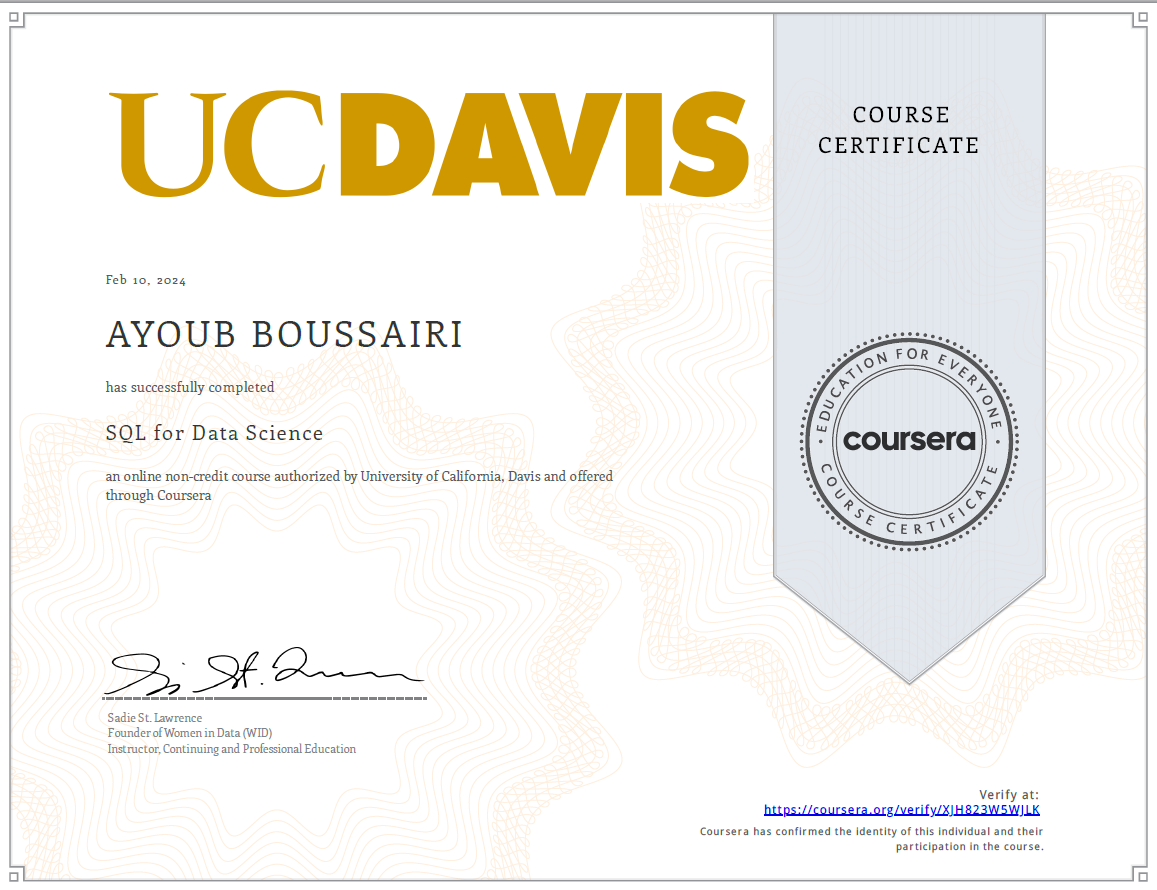 UCDAVIS
COURSE
CERTIFICATE
Feb 10, 2024
AYOUB BOUSSAIRI
has successfully completed
SQL for Data Science
an online non-credit course authorized by University of California, Davis and offered
through Coursera
EDUCATION FOR EVERYONE
coursera
COURSE CERTIFICATE
Sadie St. Lawrence
Founder of Women in Data (WID)
Instructor, Continuing and Professional Education
Verify at:
https://coursera.org/verify/XJH823W5WJLK
Coursera has confirmed the identity of this individual and their
participation in the course.